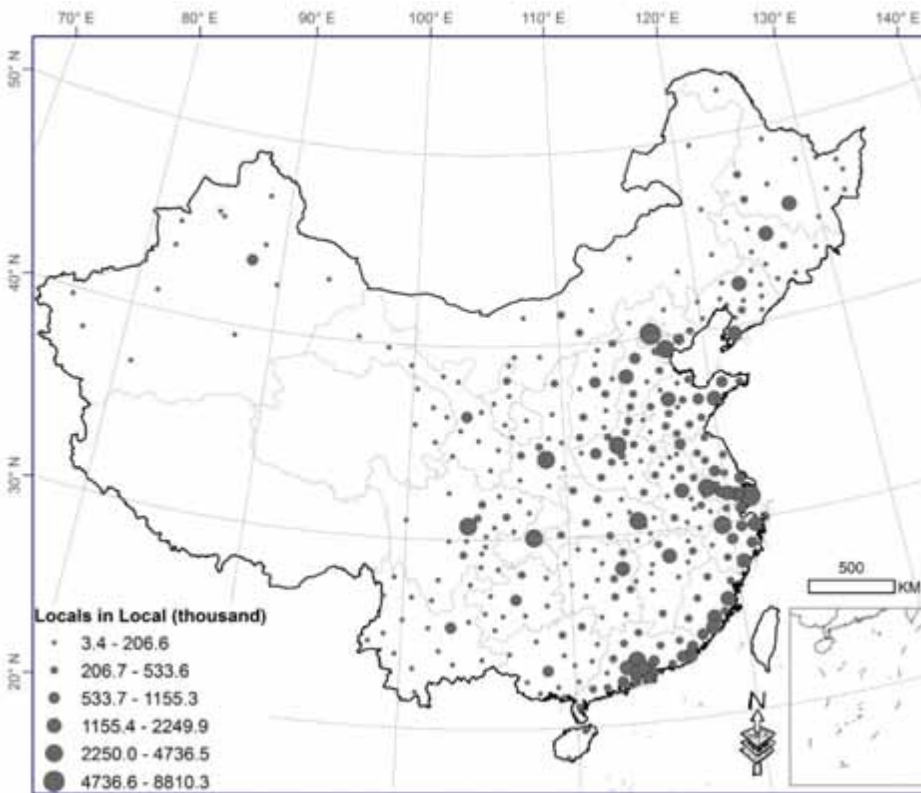 70° E 80° E 90° E 100° E 110° E 120° E 130° E 140° E
50° N
40° N
30° N
20° N
500
KM
N
Locals in Local (thousand)
3.4 - 206.6
206.7 - 533.6
533.7 - 1155.3
1155.4 - 2249.9
2250.0 - 4736.5
4736.6 - 8810.3